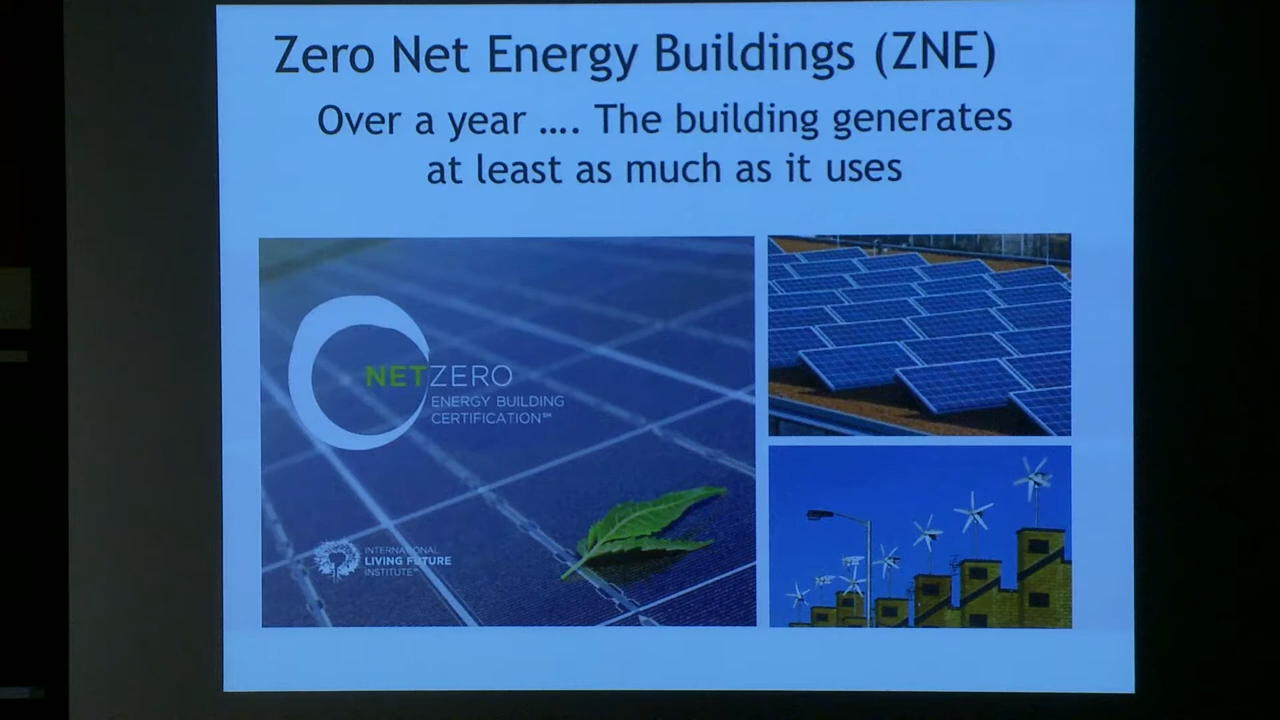 Zero Net Energy Buildings (ZNE)
Over a year .... The building generates
at least as much as it uses
NETZERO
ENERGY BUILDING
CERTIFICATION℠
INTERNATIONAL
LIVING FUTURE
INSTITUTE℠